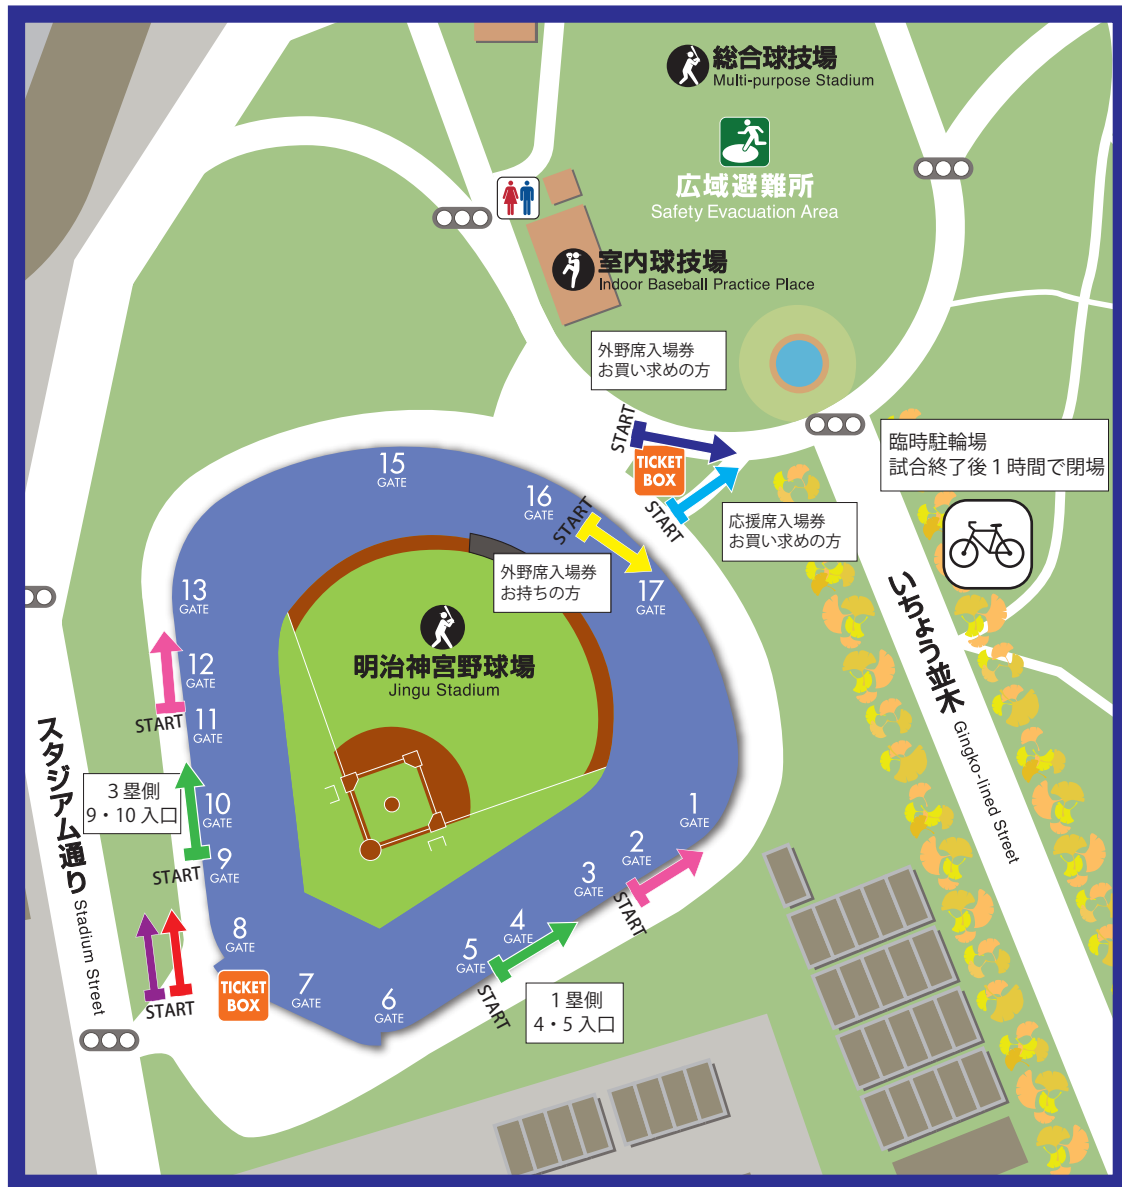 総合球技場
Multi-purpose Stadium
広域避難所
Safety Evacuation Area
室内球技場
Indoor Baseball Practice Place
外野席入場券
お買い求めの方
START
TICKET
BOX
START
応援席入場券
お買い求めの方
臨時駐輪場
試合終了後1時間で閉場
15
GATE
16
GATE
START
外野席入場券
お持ちの方
17
GATE
13
GATE
12
GATE
START
11
GATE
明治神宮野球場
Jingu Stadium
いちょう並木
Gingko-lined Street
スタジアム通り
Stadium Street
3塁側
9・10入口
10
GATE
START
9
GATE
1
GATE
2
GATE
START
3
GATE
4
GATE
5
GATE
START
8
GATE
START
TICKET
BOX
7
GATE
6
GATE
1塁側
4・5入口